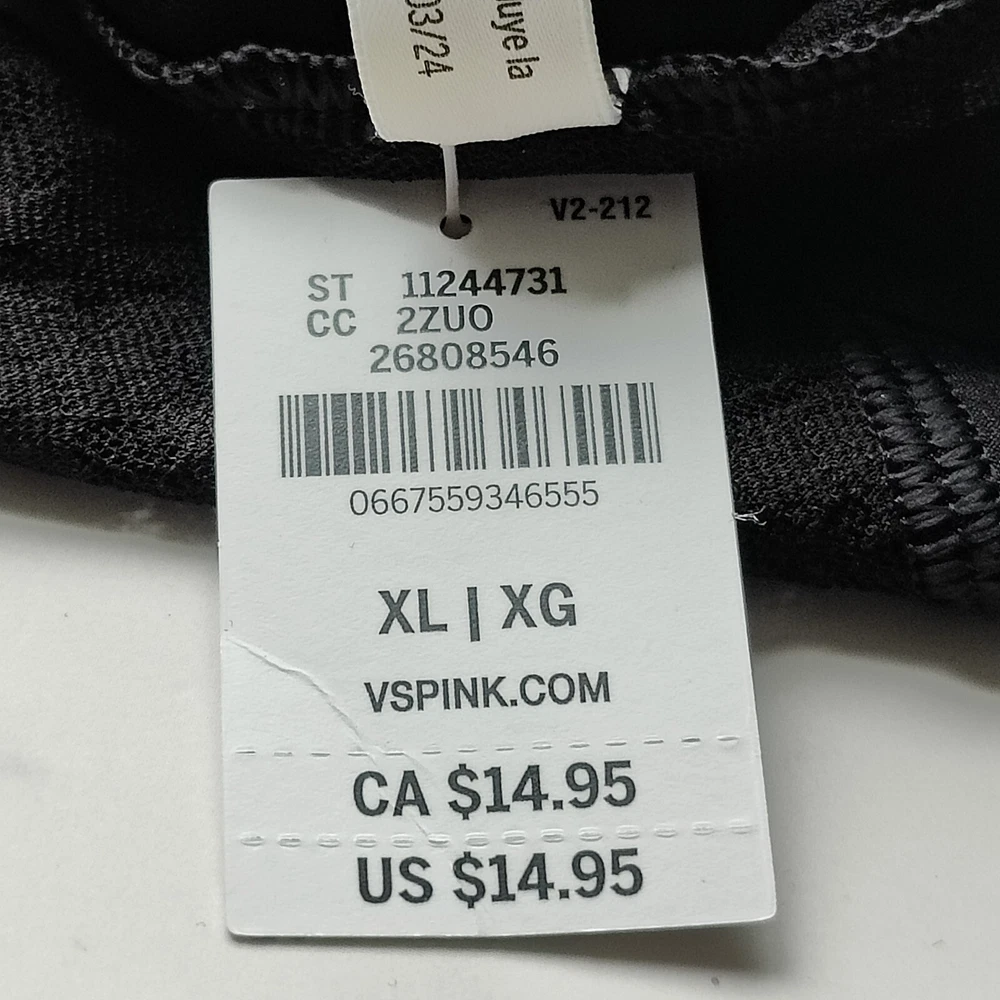 03/24
uye la
V2-212
ST 11244731
CC 2ZUO
26808546
0667559346555
XL | XG
VSPINK.COM
CA $14.95
US $14.95